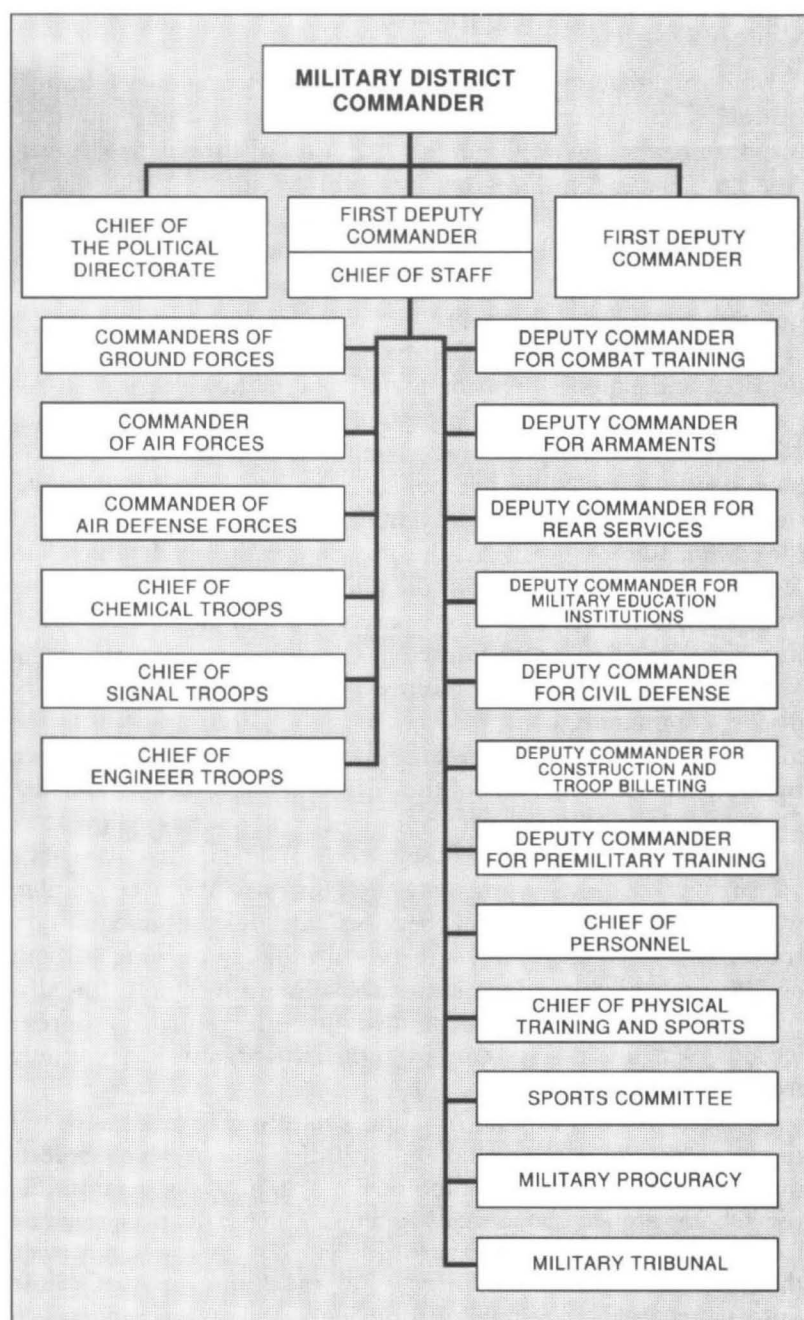 MILITARY DISTRICT
COMMANDER
CHIEF OF
THE POLITICAL
DIRECTORATE
FIRST DEPUTY
COMMANDER
CHIEF OF STAFF
FIRST DEPUTY
COMMANDER
COMMANDERS OF
GROUND FORCES
COMMANDER
OF AIR FORCES
COMMANDER OF
AIR DEFENSE FORCES
CHIEF OF
CHEMICAL TROOPS
CHIEF OF
SIGNAL TROOPS
CHIEF OF
ENGINEER TROOPS
DEPUTY COMMANDER
FOR COMBAT TRAINING
DEPUTY COMMANDER
FOR ARMAMENTS
DEPUTY COMMANDER FOR
REAR SERVICES
DEPUTY COMMANDER FOR
MILITARY EDUCATION
INSTITUTIONS
DEPUTY COMMANDER
FOR CIVIL DEFENSE
DEPUTY COMMANDER FOR
CONSTRUCTION AND
TROOP BILLETING
DEPUTY COMMANDER
FOR PREMILITARY TRAINING
CHIEF OF
PERSONNEL
CHIEF OF PHYSICAL
TRAINING AND SPORTS
SPORTS COMMITTEE
MILITARY PROCURACY
MILITARY TRIBUNAL